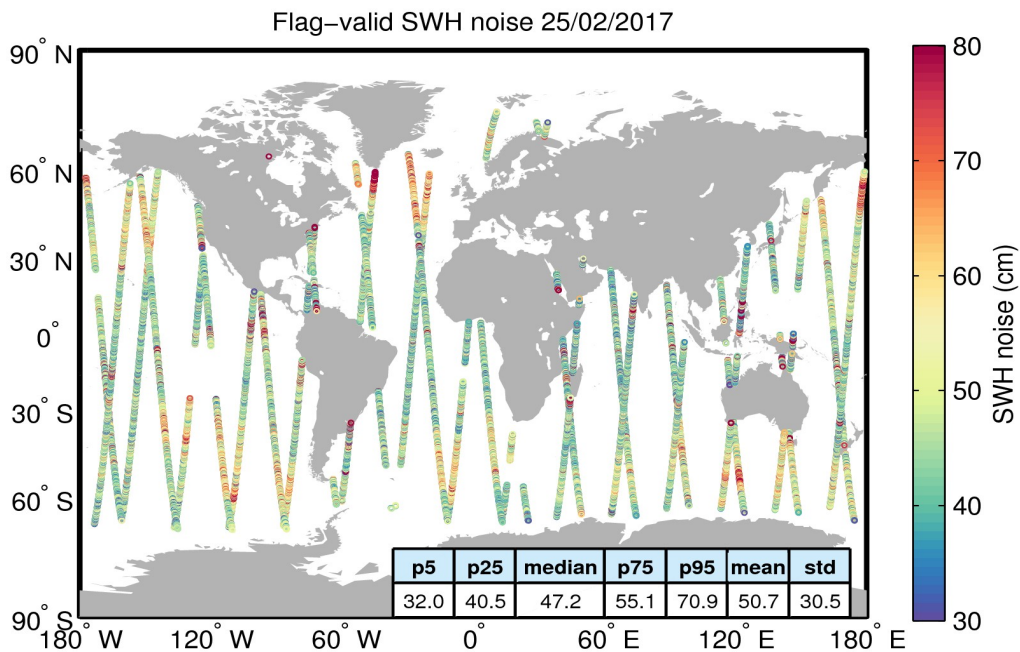 Flag−valid SWH noise 25/02/2017
90° N
60° N
30° N
0°
30° S
60° S
90° S
180° W
120° W
60° W
0°
60° E
120° E
180° E
p5 p25 median p75 p95 mean std
32.0 40.5 47.2 55.1 70.9 50.7 30.5
80
70
60
50
40
30
SWH noise (cm)